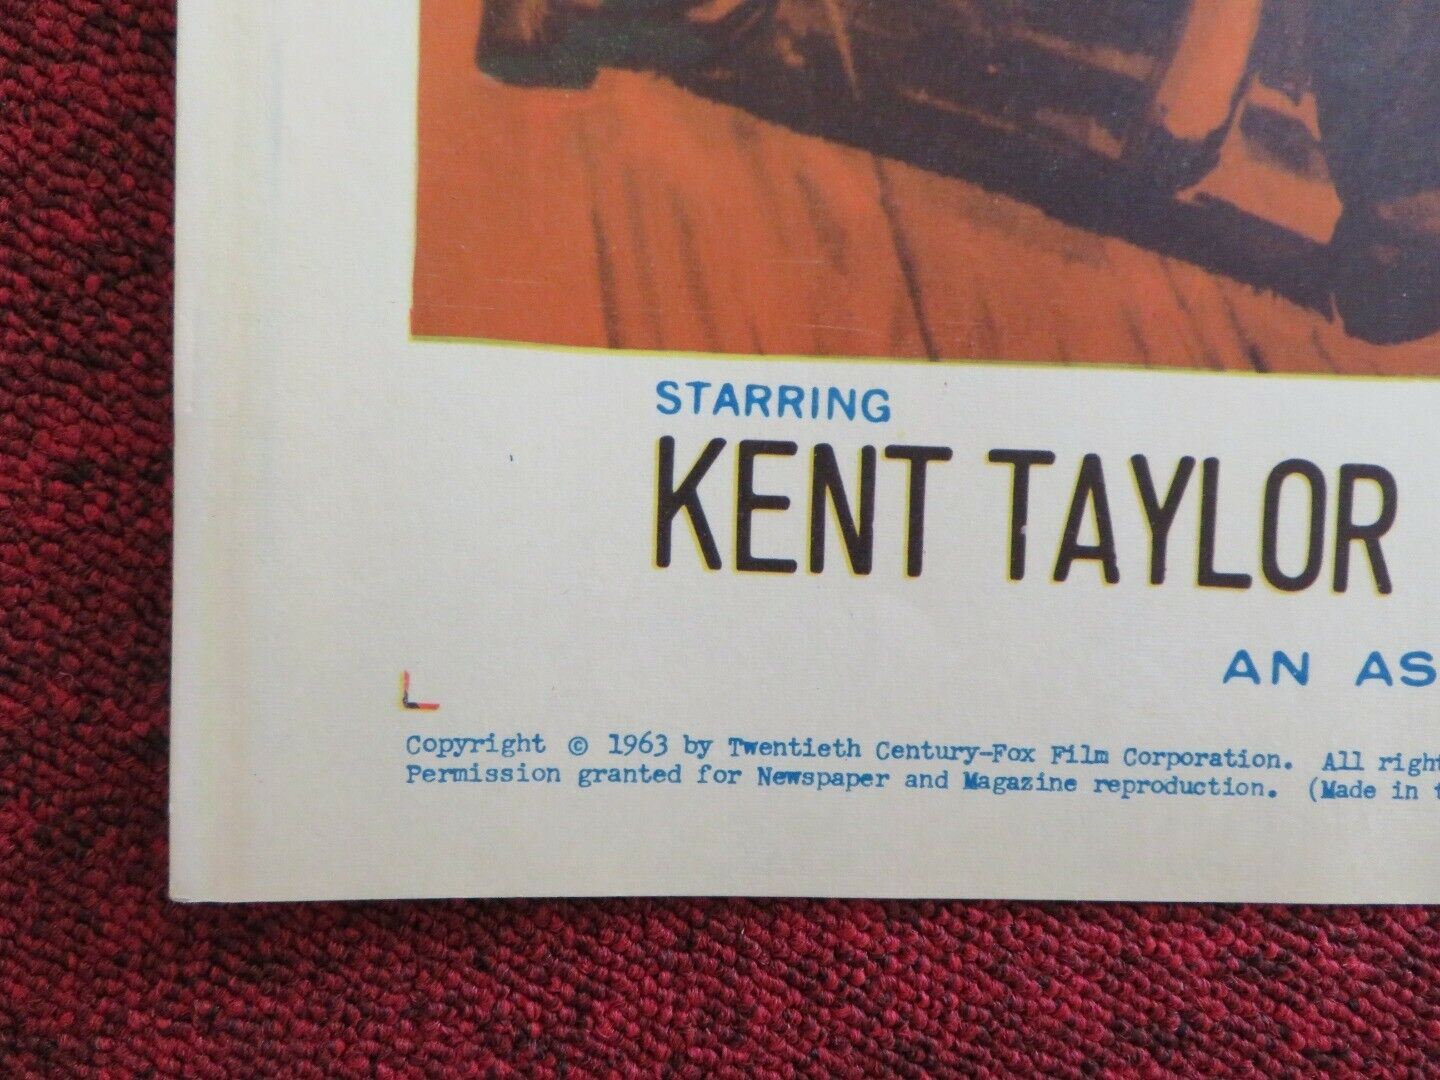 STARRING
KENT TAYLOR
AN AS
Copyright © 1963 by Twentieth Century-Fox Film Corporation. All right
Permission granted for Newspaper and Magazine reproduction. (Made in t